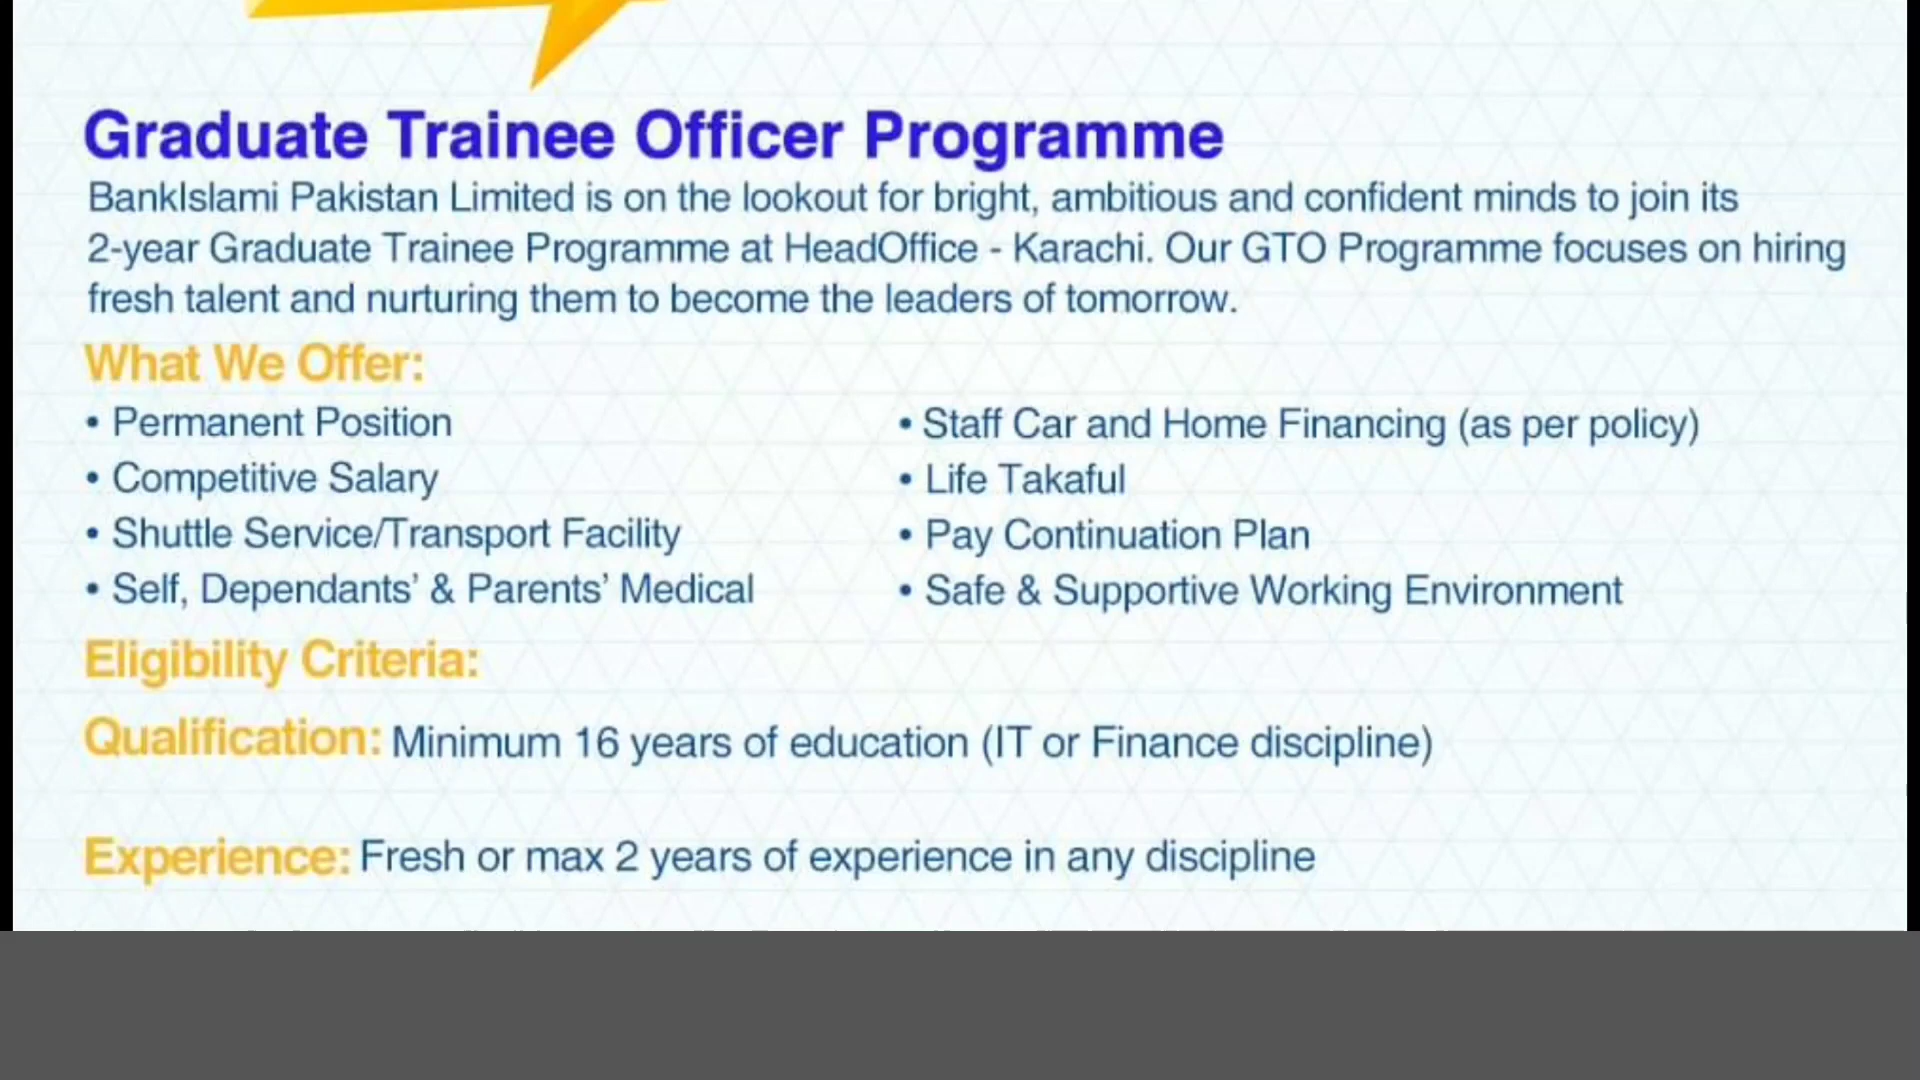 Graduate Trainee Officer Programme
BankIslami Pakistan Limited is on the lookout for bright, ambitious and confident minds to join its
2-year Graduate Trainee Programme at HeadOffice - Karachi. Our GTO Programme focuses on hiring
fresh talent and nurturing them to become the leaders of tomorrow.
What We Offer:
• Permanent Position
• Competitive Salary
• Shuttle Service/Transport Facility
• Self, Dependants’ & Parents’ Medical
• Staff Car and Home Financing (as per policy)
• Life Takaful
• Pay Continuation Plan
• Safe & Supportive Working Environment
Eligibility Criteria:
Qualification: Minimum 16 years of education (IT or Finance discipline)
Experience: Fresh or max 2 years of experience in any discipline